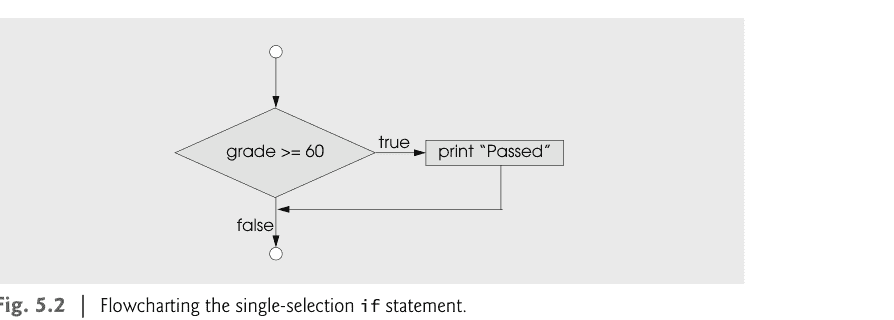 true
grade >= 60
print “Passed”
false
Fig. 5.2 | Flowcharting the single-selection if statement.